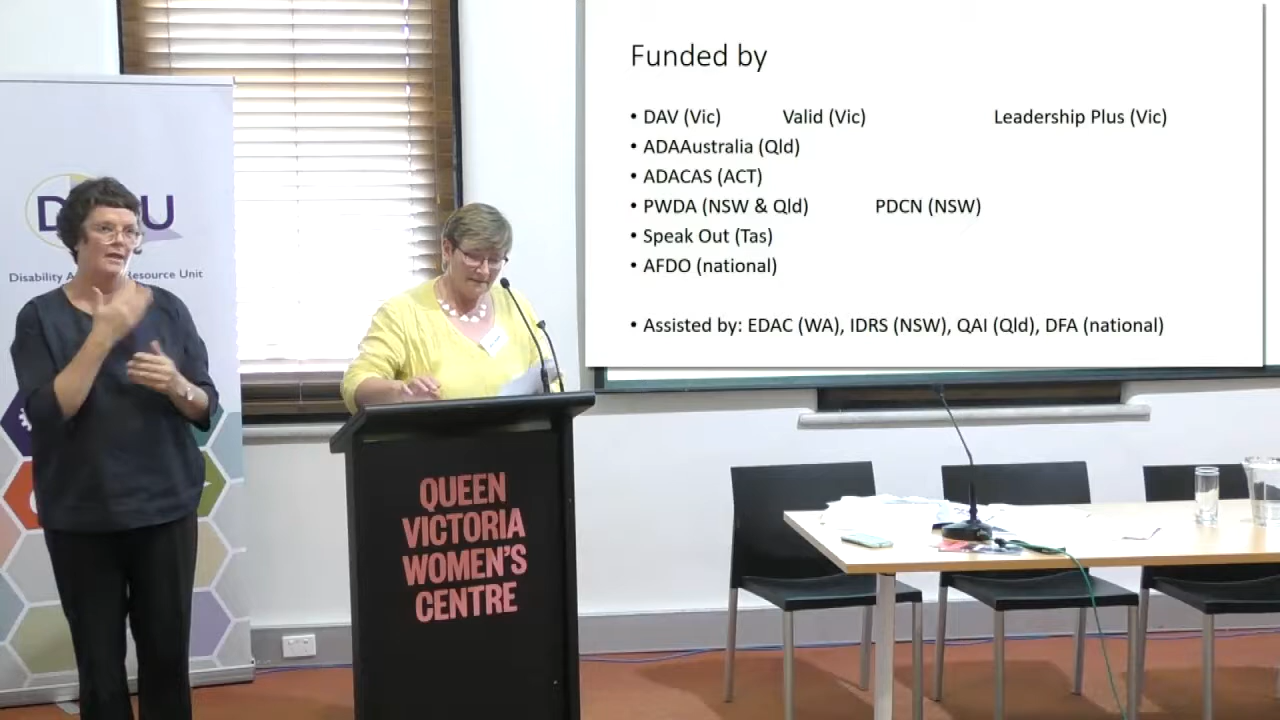 Funded by
• DAV (Vic) Valid (Vic) Leadership Plus (Vic)
• ADAAustralia (Qld)
• ADACAS (ACT)
• PWDA (NSW & Qld) PDCN (NSW)
• Speak Out (Tas)
• AFDO (national)
• Assisted by: EDAC (WA), IDRS (NSW), QAI (Qld), DFA (national)
D U
Disability A Resource Unit
QUEEN
VICTORIA
WOMEN'S
CENTRE